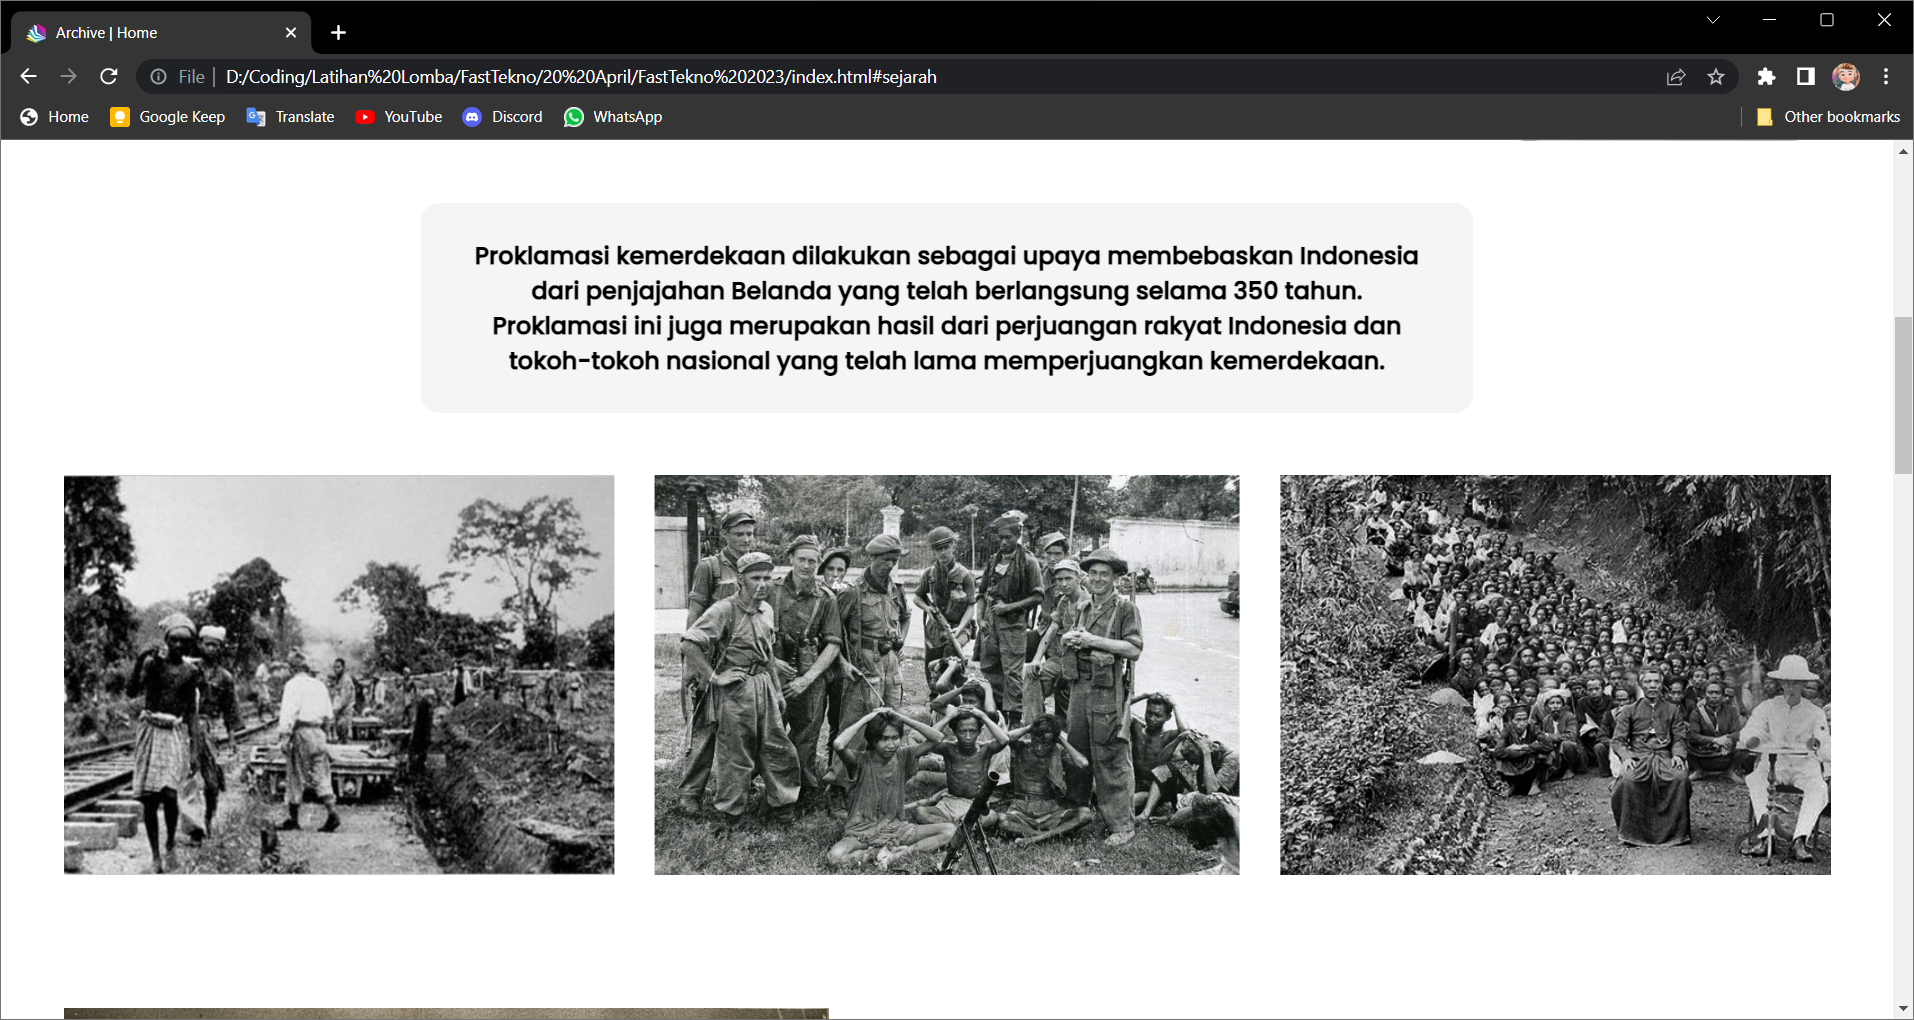 Archive | Home
File
D:/Coding/Latihan%20Lomba/FastTekno/20%20April/FastTekno%202023/index.html#sejarah
Home
Google Keep
Translate
YouTube
Discord
WhatsApp
Other bookmarks
Proklamasi kemerdekaan dilakukan sebagai upaya membebaskan Indonesia
dari penjajahan Belanda yang telah berlangsung selama 350 tahun.
Proklamasi ini juga merupakan hasil dari perjuangan rakyat Indonesia dan
tokoh-tokoh nasional yang telah lama memperjuangkan kemerdekaan.